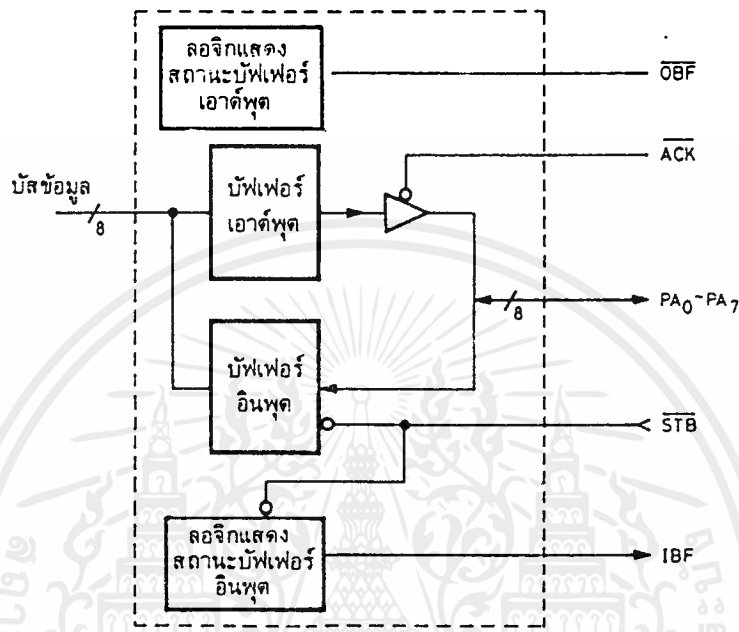 ลอจิกแสดง
สถานะบัฟเฟอร์
เอาต์พุต
OBF
ACK
บัสข้อมูล
8
บัฟเฟอร์
เอาต์พุต
8
PA₀~PA₇
บัฟเฟอร์
อินพุต
STB
ลอจิกแสดง
สถานะบัฟเฟอร์
อินพุต
IBF